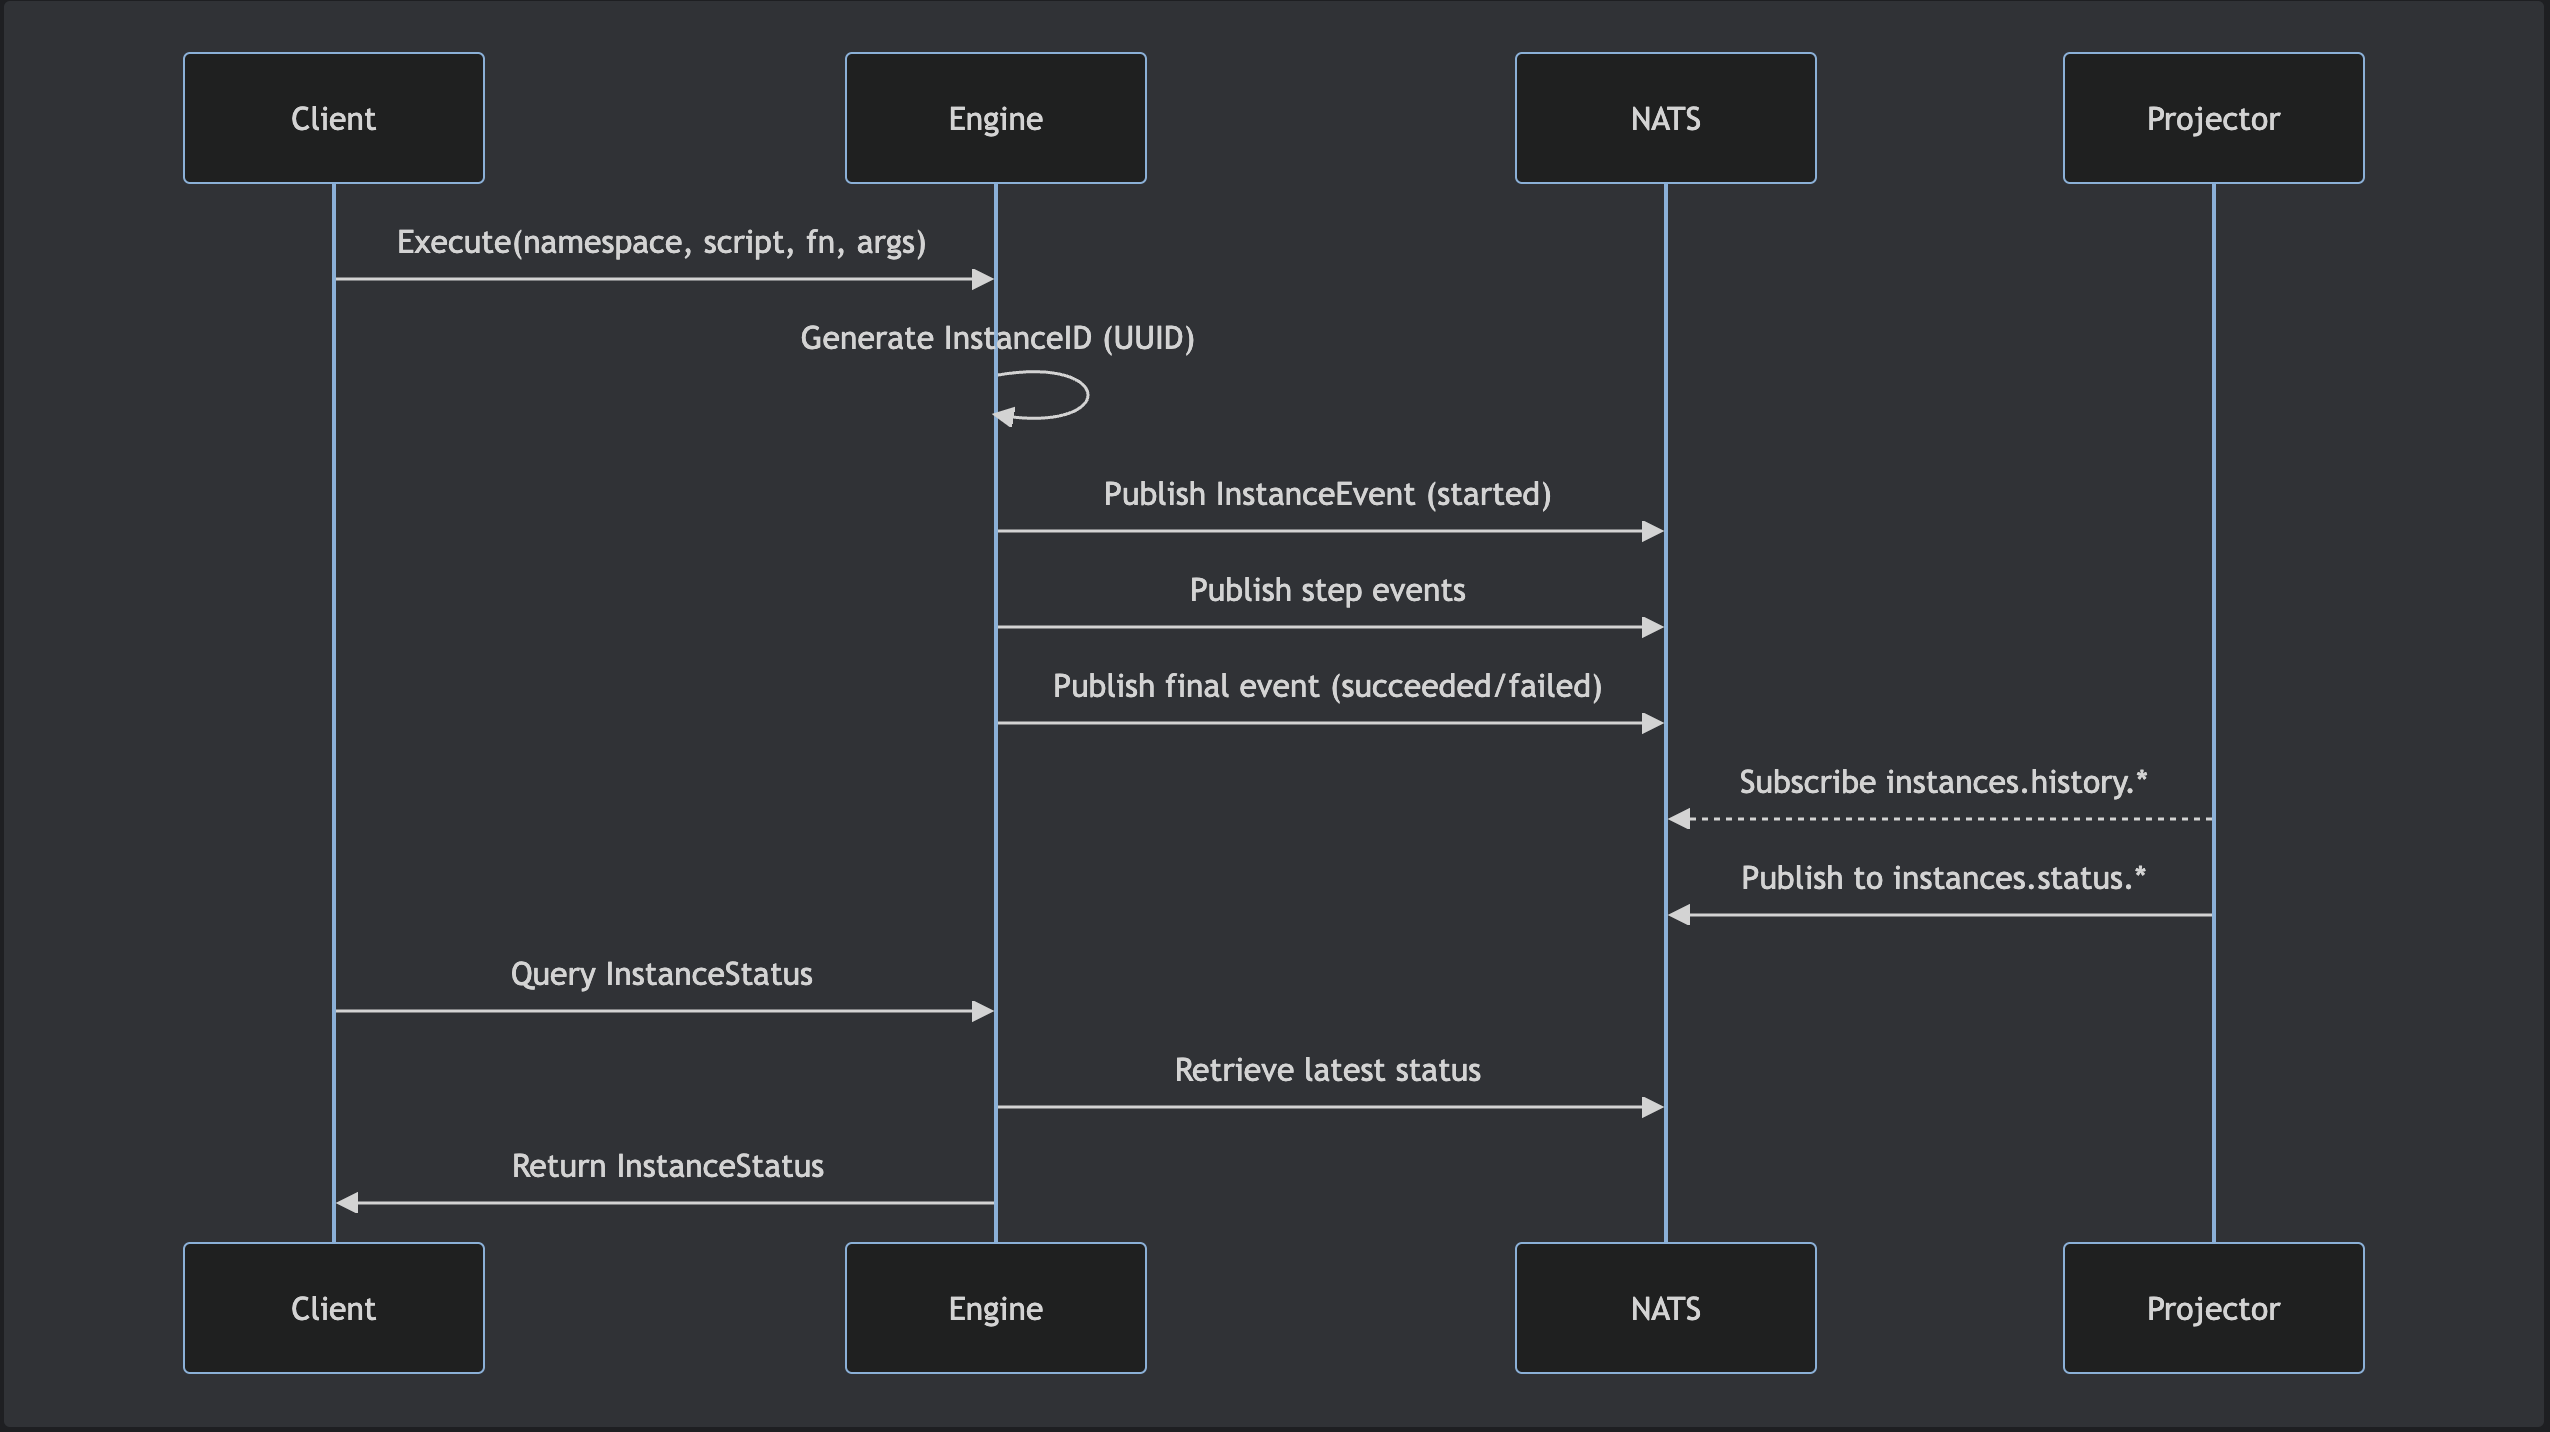 Client
Engine
NATS
Projector
Execute(namespace, script, fn, args)
Generate InstanceID (UUID)
Publish InstanceEvent (started)
Publish step events
Publish final event (succeeded/failed)
Subscribe instances.history.*
Publish to instances.status.*
Query InstanceStatus
Retrieve latest status
Return InstanceStatus
Client
Engine
NATS
Projector